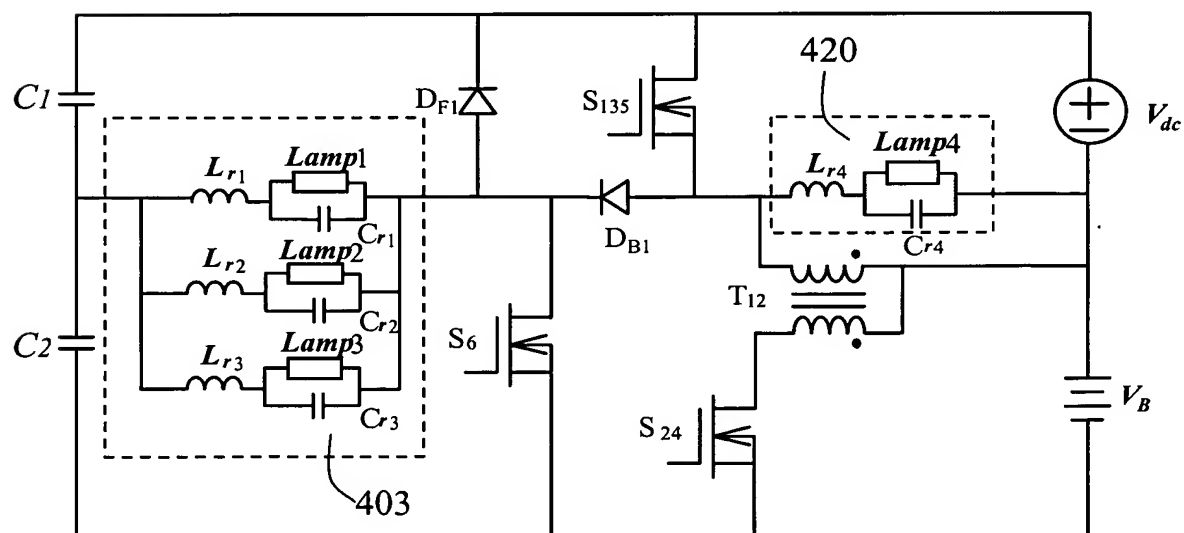 420
C1
DF1
S135
Vdc
Lr1
Lamp1
Cr1
Lr4
Lamp4
Cr4
DB1
Lr2
Lamp2
Cr2
T12
C2
Lr3
Lamp3
Cr3
S6
S24
VB
403